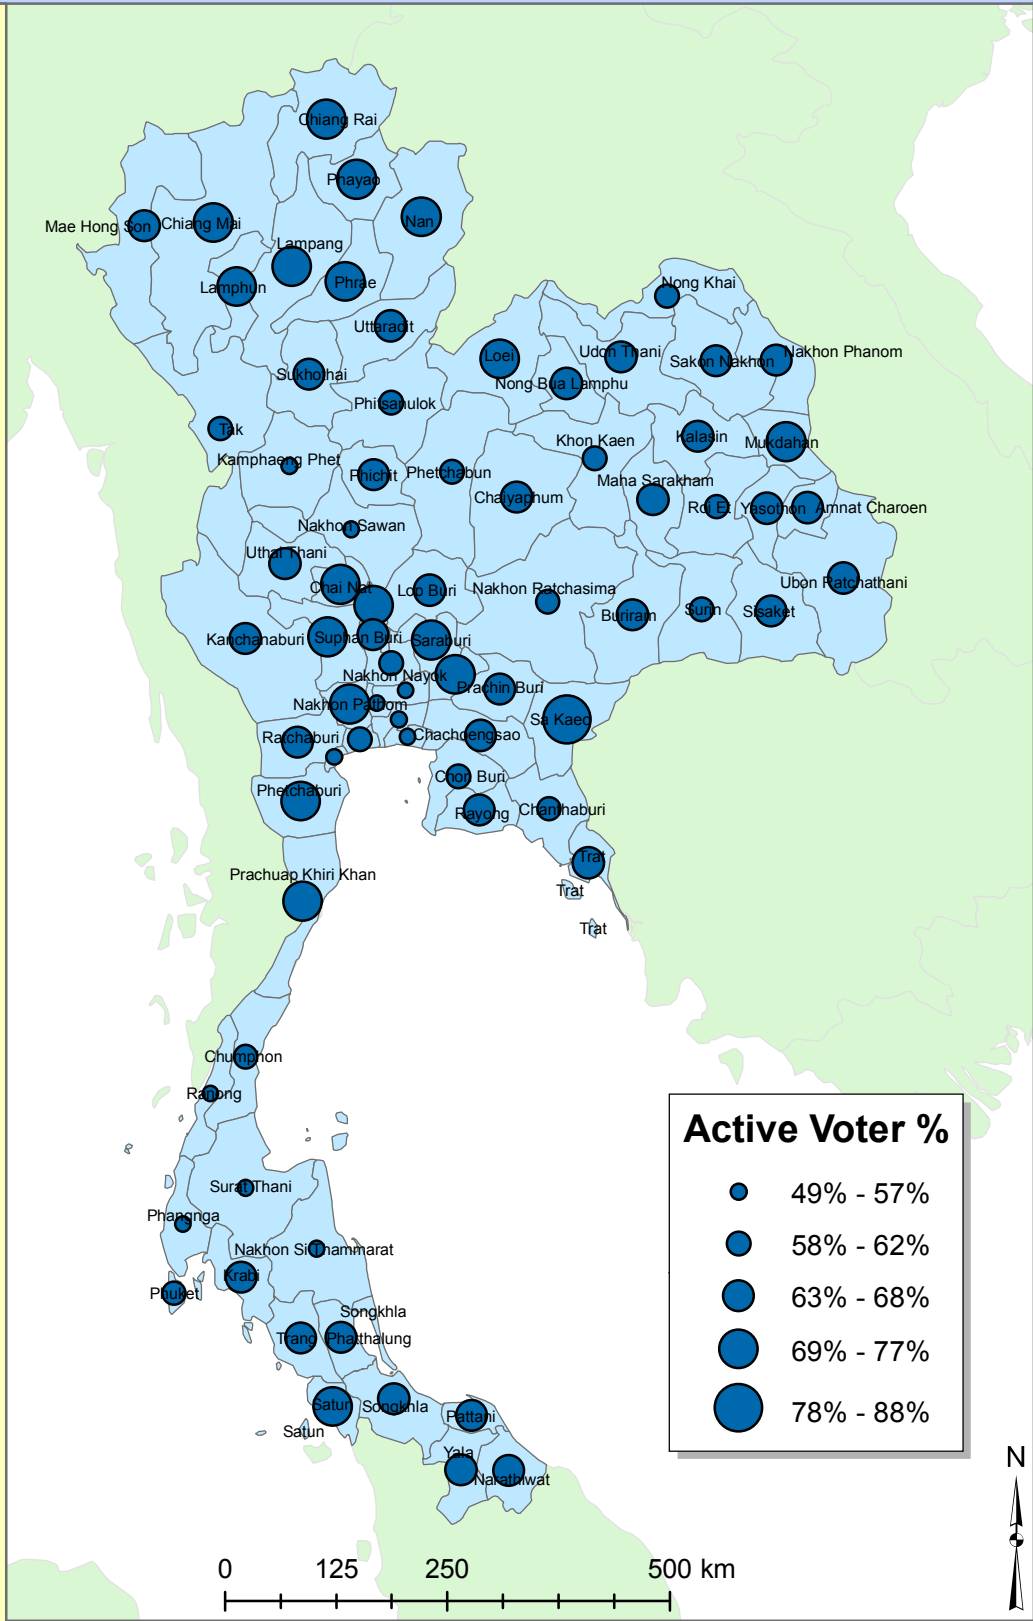 Chiang Rai
Phayao
Nan
Mae Hong Son
Chiang Mai
Lampang
Lamphun
Phrae
Nong Khai
Uttaradit
Loei
Udon Thani
Sakon Nakhon
Nakhon Phanom
Sukhothai
Nong Bua Lamphu
Phitsanulok
Tak
Khon Kaen
Kalasin
Mukdahan
Kamphaeng Phet
Phichit
Phetchabun
Maha Sarakham
Chaiyaphum
Roi Et
Yasothon
Amnat Charoen
Nakhon Sawan
Uthai Thani
Chai Nat
Lop Buri
Nakhon Ratchasima
Ubon Ratchathani
Buriram
Surin
Sisaket
Kanchanaburi
Suphan Buri
Saraburi
Nakhon Nayok
Prachin Buri
Nakhon Pathom
Sa Kaeo
Ratchaburi
Chachoengsao
Chon Buri
Phetchaburi
Rayong
Chanthaburi
Trat
Prachuap Khiri Khan
Trat
Trat
Chumphon
Ranong
Active Voter %
49% - 57%
58% - 62%
63% - 68%
69% - 77%
78% - 88%
Surat Thani
Phangnga
Nakhon Si Thammarat
Krabi
Phuket
Songkhla
Trang
Phatthalung
Satun
Songkhla
Pattani
Satun
Yala
Narathiwat
N
0 125 250 500 km